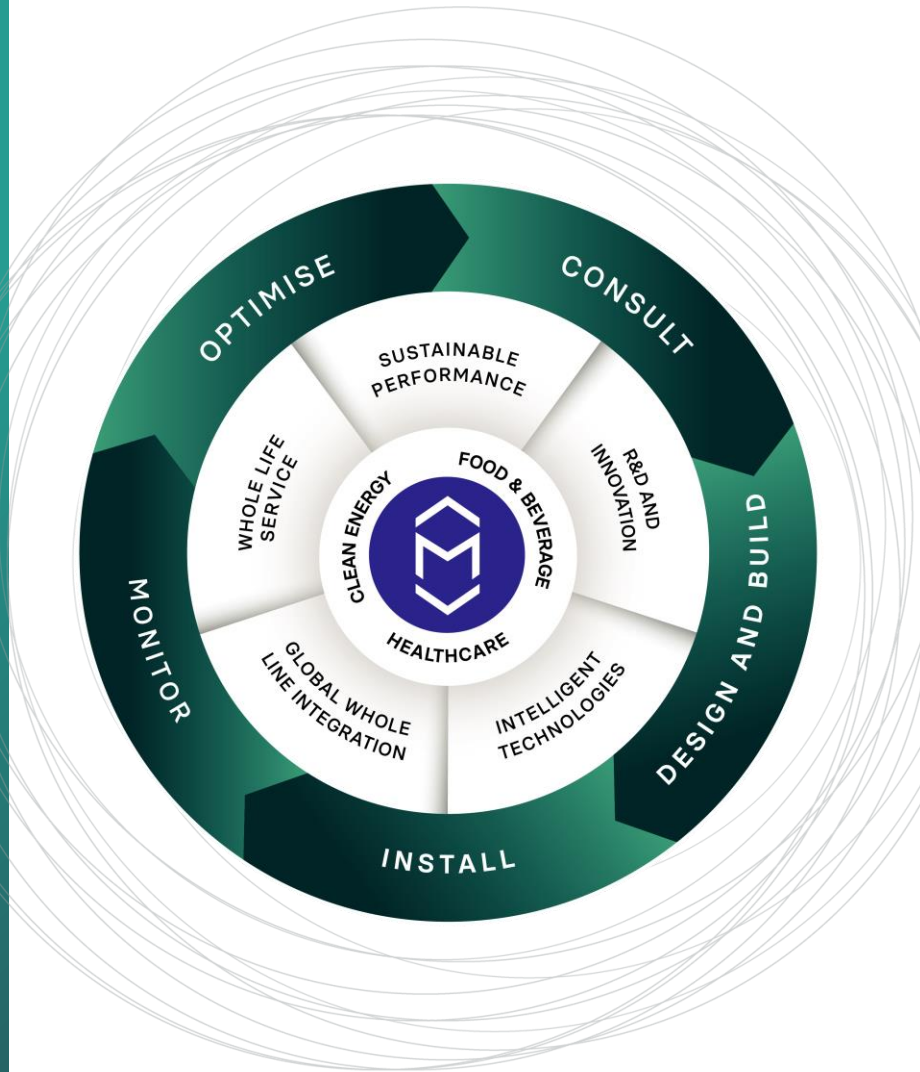 OPTIMISE
CONSULT
DESIGN AND BUILD
INSTALL
MONITOR
SUSTAINABLE
PERFORMANCE
R&D AND
INNOVATION
INTELLIGENT
TECHNOLOGIES
GLOBAL WHOLE
LINE INTEGRATION
WHOLE LIFE
SERVICE
CLEAN ENERGY
FOOD & BEVERAGE
HEALTHCARE